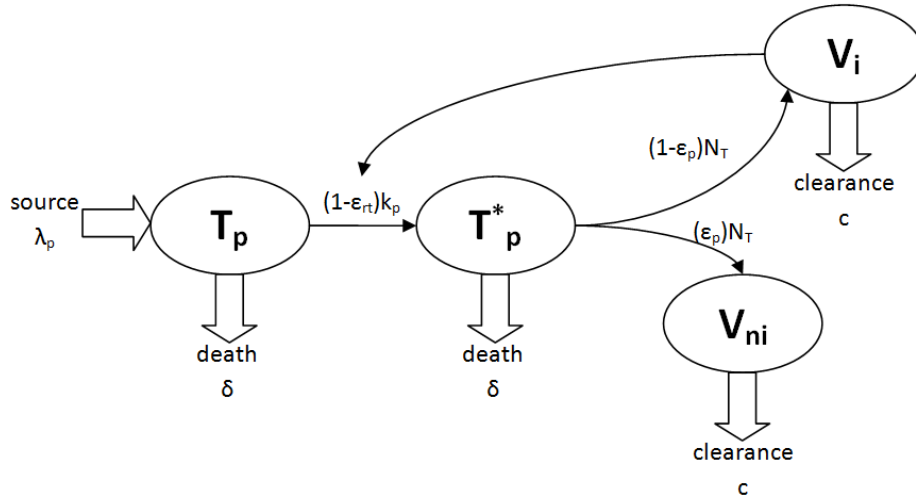 V_i
(1-ε_p)N_T
clearance
c
source
λ_p
T_p
(1-ε_rt)k_p
T*_p
(ε_p)N_T
V_ni
death
δ
death
δ
clearance
c